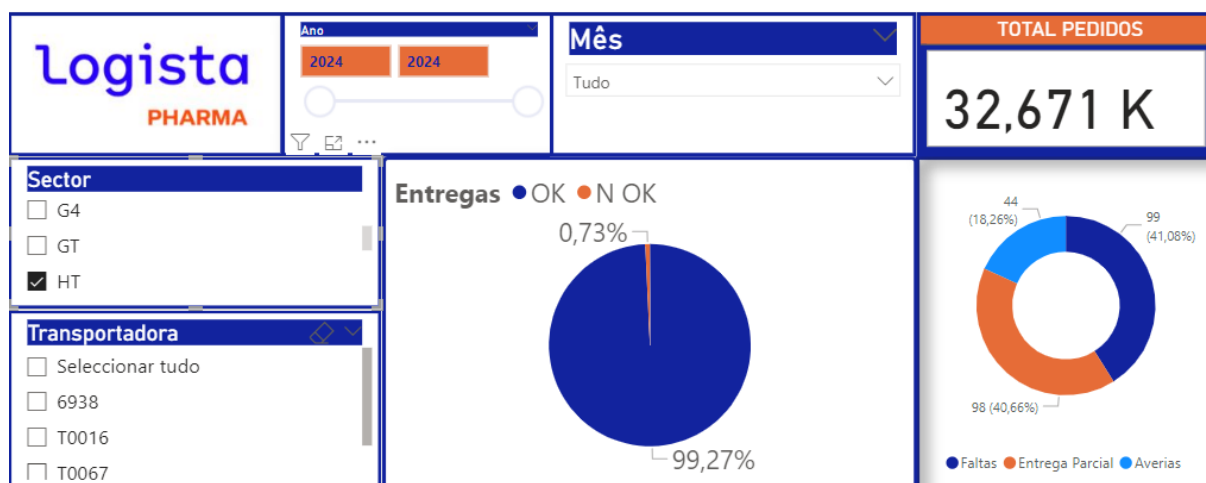 logista
PHARMA
Ano
2024 2024
Mês
Tudo
TOTAL PEDIDOS
32,671 K
Sector
G4
GT
HT
Transportadora
Seleccionar tudo
6938
T0016
T0067
Entregas OK N OK
0,73%
99,27%
44
(18,26%)
99
(41,08%)
98 (40,66%)
Faltas Entrega Parcial Averias